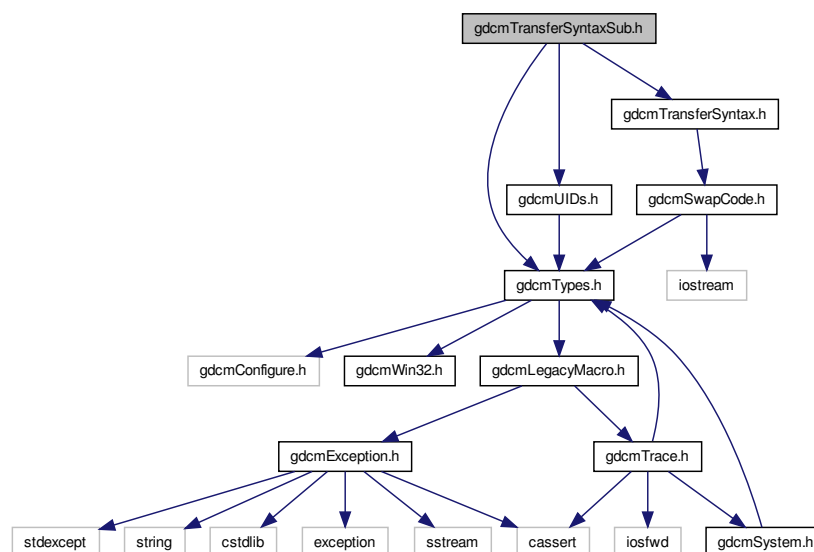 gdcmTransferSyntaxSub.h
gdcmTransferSyntax.h
gdcmUIDs.h
gdcmSwapCode.h
gdcmTypes.h
iostream
gdcmConfigure.h
gdcmWin32.h
gdcmLegacyMacro.h
gdcmException.h
gdcmTrace.h
stdexcept
string
cstdlib
exception
sstream
cassert
iosfwd
gdcmSystem.h